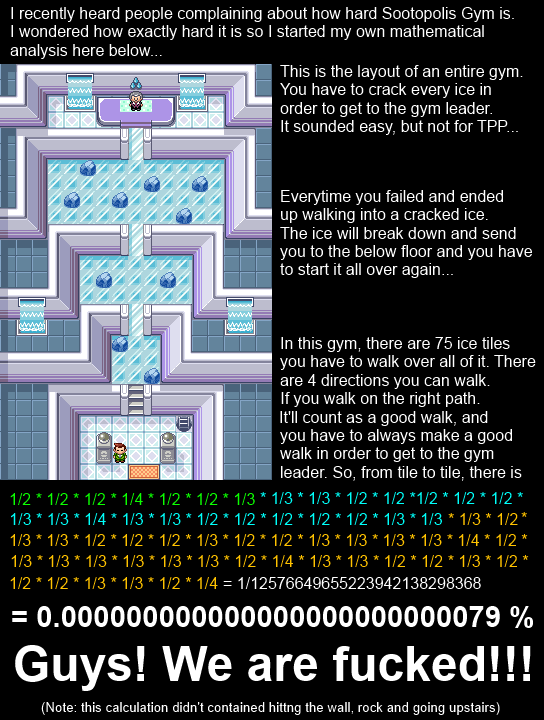 I recently heard people complaining about how hard Sootopolis Gym is.
I wondered how exactly hard it is so I started my own mathematical
analysis here below...
This is the layout of an entire gym.
You have to crack every ice in
order to get to the gym leader.
It sounded easy, but not for TPP...
Everytime you failed and ended
up walking into a cracked ice.
The ice will break down and send
you to the below floor and you have
to start it all over again...
In this gym, there are 75 ice tiles
you have to walk over all of it. There
are 4 directions you can walk.
If you walk on the right path.
It'll count as a good walk, and
you have to always make a good
walk in order to get to the gym
leader. So, from tile to tile, there is
1/2 * 1/2 * 1/2 * 1/4 * 1/2 * 1/2 * 1/3 * 1/3 * 1/3 * 1/2 * 1/2 *1/2 * 1/2 * 1/2 *
1/3 * 1/3 * 1/4 * 1/3 * 1/3 * 1/2 * 1/2 * 1/2 * 1/2 * 1/2 * 1/3 * 1/3 * 1/3 * 1/2 *
1/3 * 1/3 * 1/2 * 1/2 * 1/2 * 1/3 * 1/2 * 1/2 * 1/3 * 1/3 * 1/3 * 1/3 * 1/4 * 1/2 *
1/3 * 1/3 * 1/3 * 1/3 * 1/3 * 1/3 * 1/2 * 1/4 * 1/3 * 1/3 * 1/2 * 1/2 * 1/3 * 1/2 *
1/2 * 1/2 * 1/3 * 1/3 * 1/2 * 1/4 = 1/12576649655223942138298368
= 0.000000000000000000000000079 %
Guys! We are fucked!!!
(Note: this calculation didn't contained hittng the wall, rock and going upstairs)